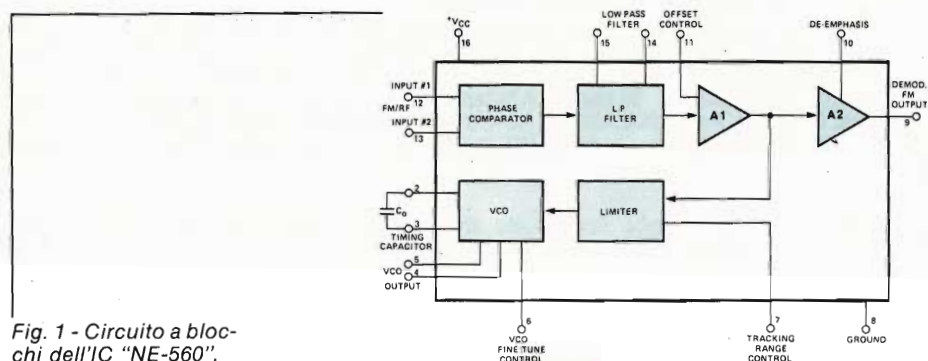 +VCC
16
LOW PASS
FILTER
15
14
OFFSET
CONTROL
11
DE-EMPHASIS
10
INPUT #1
12
FM/RF
INPUT #2
13
PHASE
COMPARATOR
L P
FILTER
A1
A2
DEMOD.
FM
OUTPUT
9
2
C₀
3
TIMING
CAPACITOR
VCO
LIMITER
5
VCO
4
OUTPUT
6
VCO
FINE TUNE
CONTROL
7
TRACKING
RANGE
CONTROL
8
GROUND
Fig. 1 - Circuito a bloc-
chi dell'IC "NE-560".